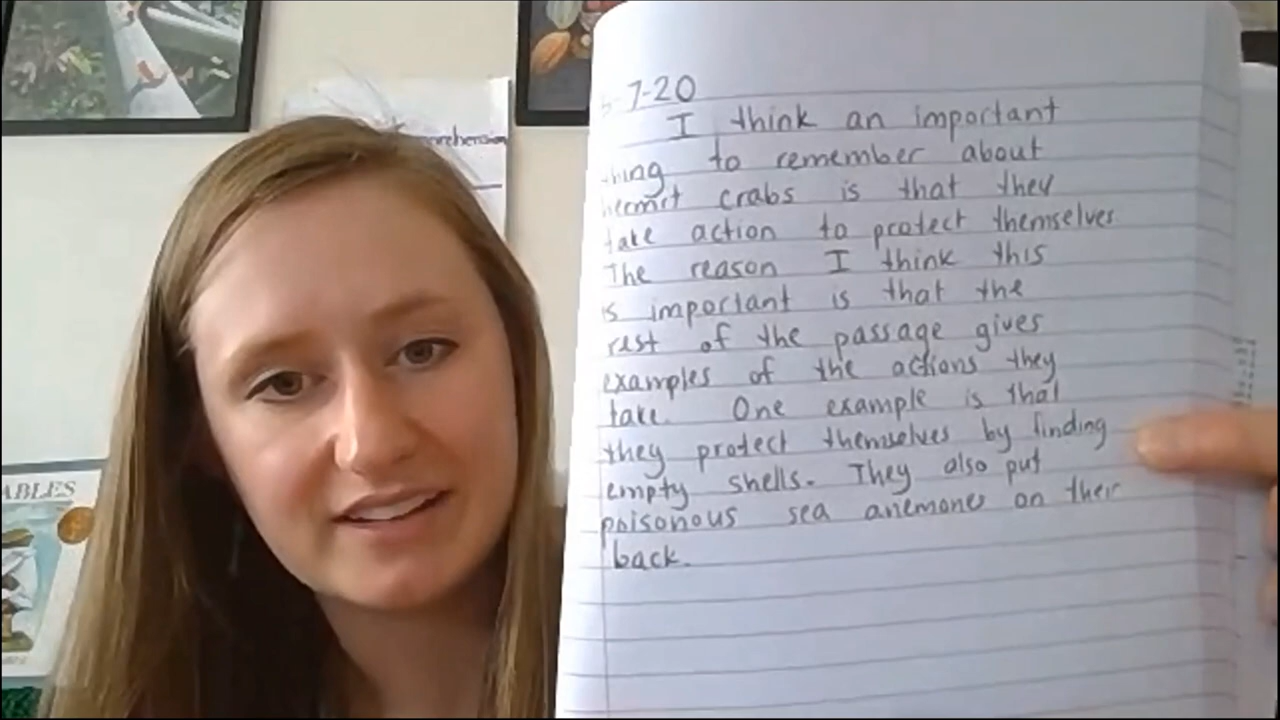 7-20
I think an important
thing to remember about
hermit crabs is that they
take action to protect themselves
The reason I think this
is important is that the
rest of the passage gives
examples of the actions they
take. One example is that
they protect themselves by finding
empty shells. They also put
poisonous sea anemones on their
back.
ABLES